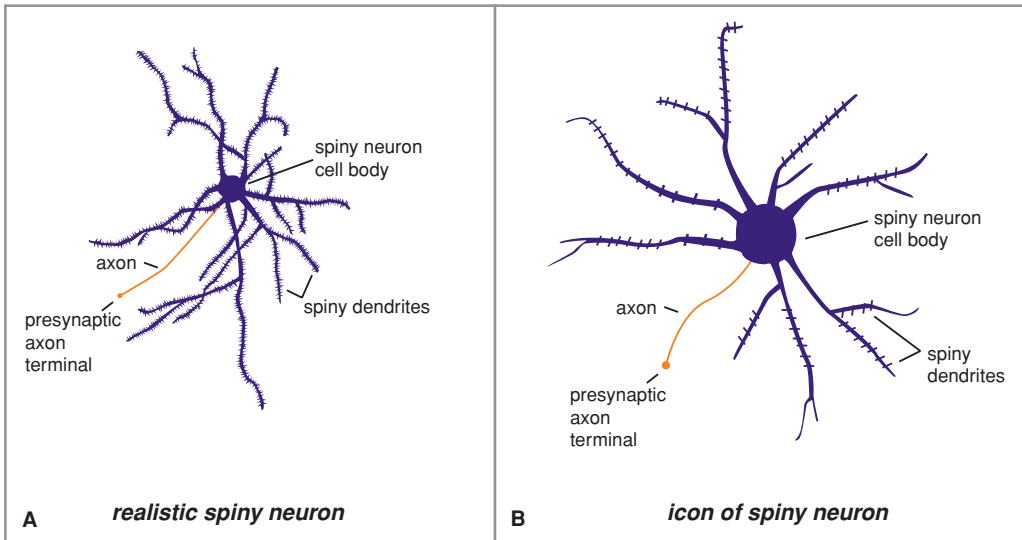 spiny neuron
cell body
axon
presynaptic
axon
terminal
spiny dendrites
A
realistic spiny neuron
spiny neuron
cell body
axon
presynaptic
axon
terminal
spiny
dendrites
B
icon of spiny neuron